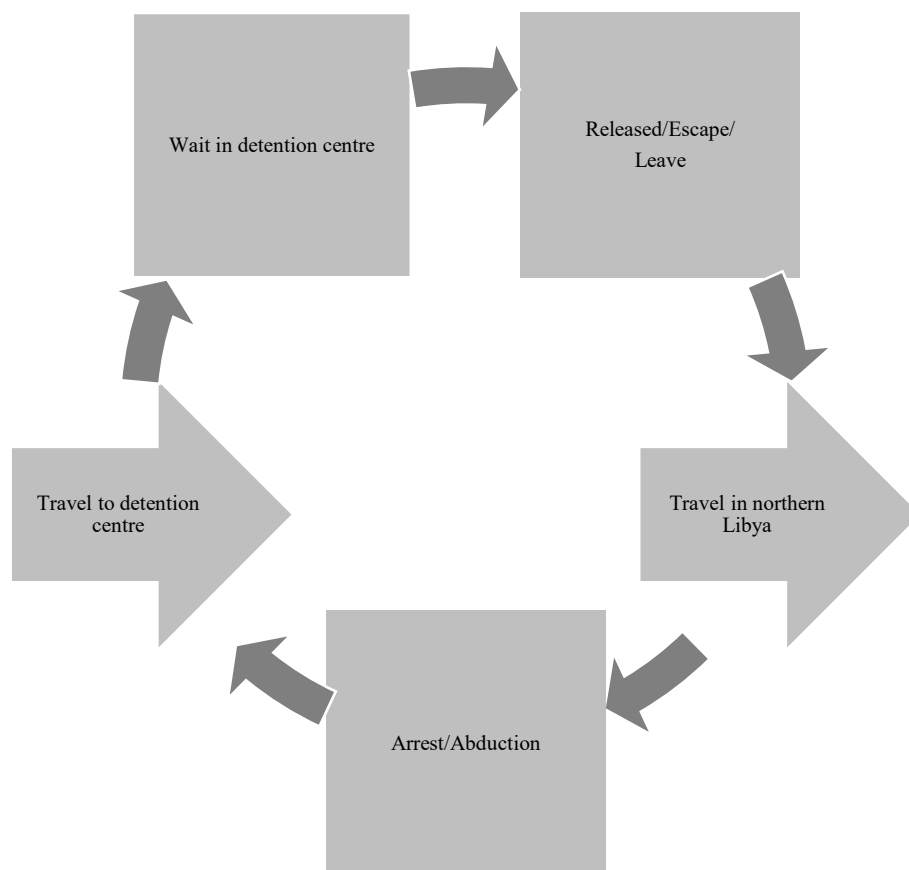 Wait in detention centre
Released/Escape/
Leave
Travel to detention
centre
Travel in northern
Libya
Arrest/Abduction